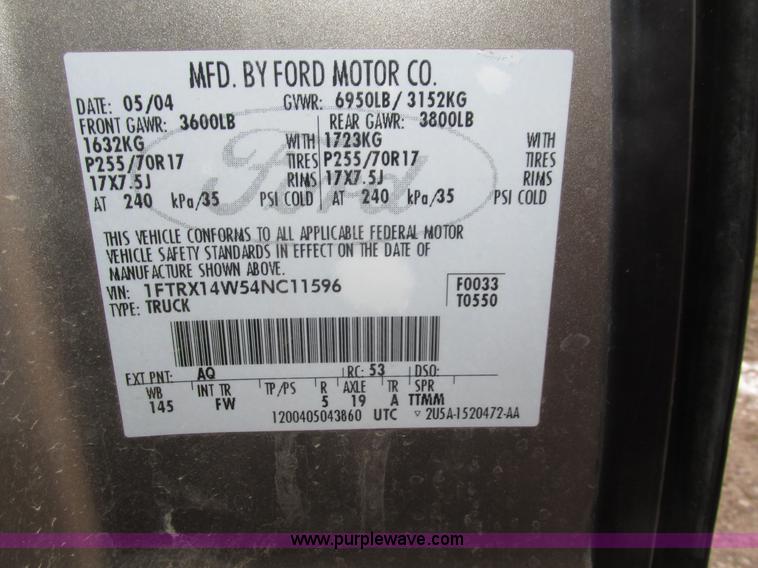 MFD. BY FORD MOTOR CO.
DATE: 05/04 GVWR: 6950LB/ 3152KG
FRONT GAWR: 3600LB REAR GAWR: 3800LB
1632KG WITH 1723KG WITH
P255/70R17 TIRES P255/70R17 TIRES
17X7.5J RIMS 17X7.5J RIMS
AT 240 kPa/35 PSI COLD AT 240 kPa/35 PSI COLD
Ford
THIS VEHICLE CONFORMS TO ALL APPLICABLE FEDERAL MOTOR
VEHICLE SAFETY STANDARDS IN EFFECT ON THE DATE OF
MANUFACTURE SHOWN ABOVE.
VIN: 1FTRX14W54NC11596 F0033
TYPE: TRUCK T0550
EXT PNT: AQ RC: 53 DSO:
WB INT TR TP/PS R AXLE TR SPR
145 FW 5 19 A TTMM
1200405043860 UTC ▿ 2U5A-1520472-AA
www.purplewave.com